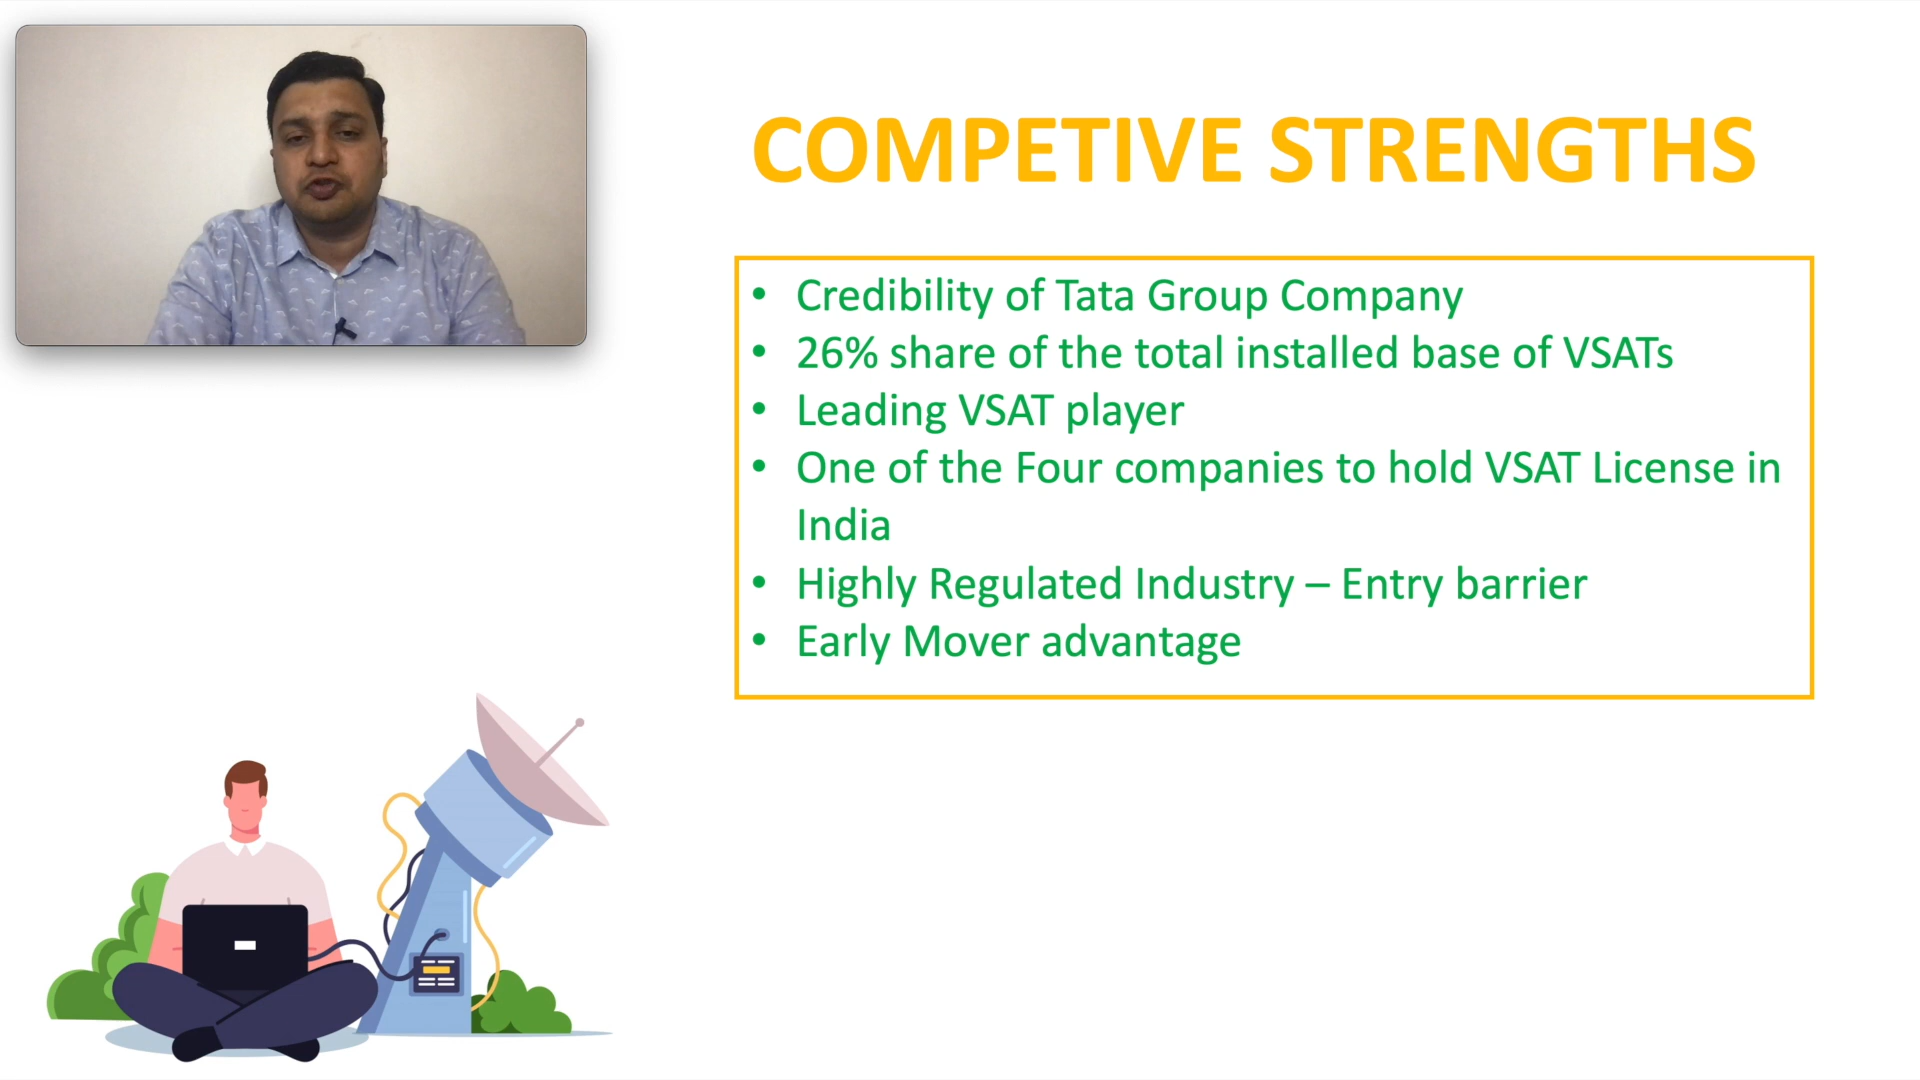 COMPETIVE STRENGTHS
• Credibility of Tata Group Company
• 26% share of the total installed base of VSATs
• Leading VSAT player
• One of the Four companies to hold VSAT License in
India
• Highly Regulated Industry – Entry barrier
• Early Mover advantage